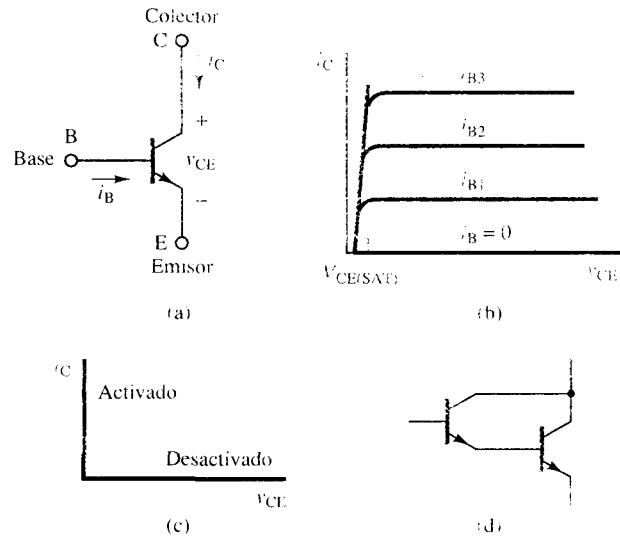 Colector
C
i_C
+
B
Base
v_CE
i_B
−
E
Emisor
(a)
i_C
i_B3
i_B2
i_B1
i_B = 0
V_CE(SAT)
v_CE
(b)
i_C
Activado
Desactivado
v_CE
(c)
(d)